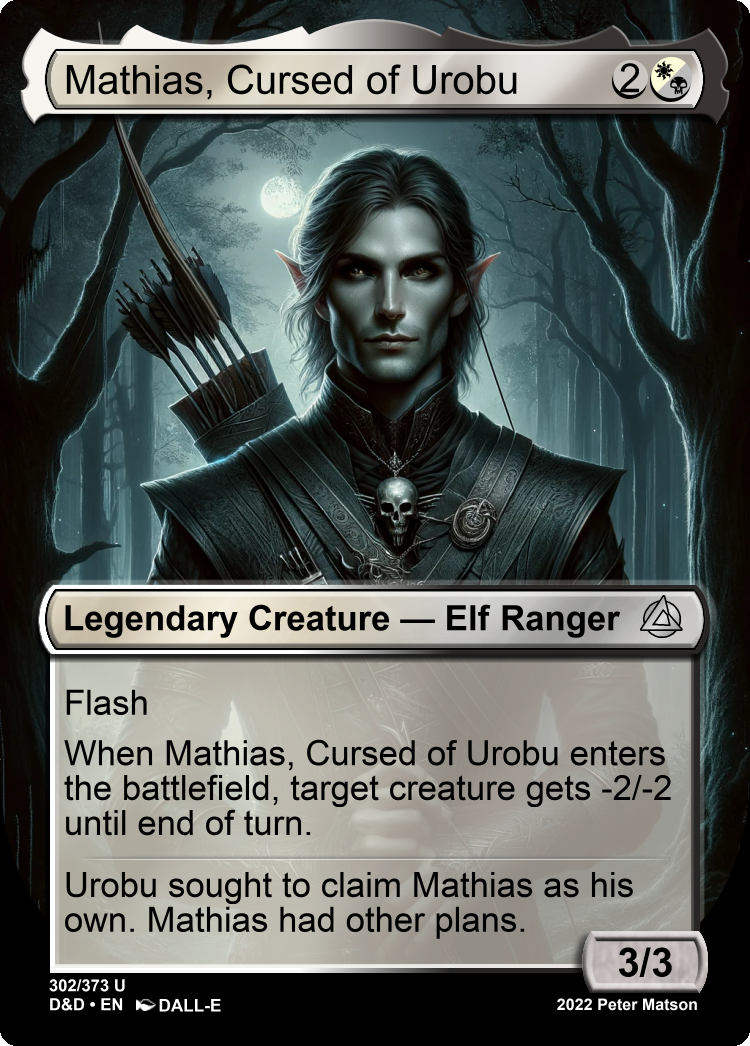 Mathias, Cursed of Urobu 2
Legendary Creature — Elf Ranger
Flash
When Mathias, Cursed of Urobu enters
the battlefield, target creature gets -2/-2
until end of turn.
Urobu sought to claim Mathias as his
own. Mathias had other plans.
3/3
302/373 U
D&D • EN DALL-E
2022 Peter Matson